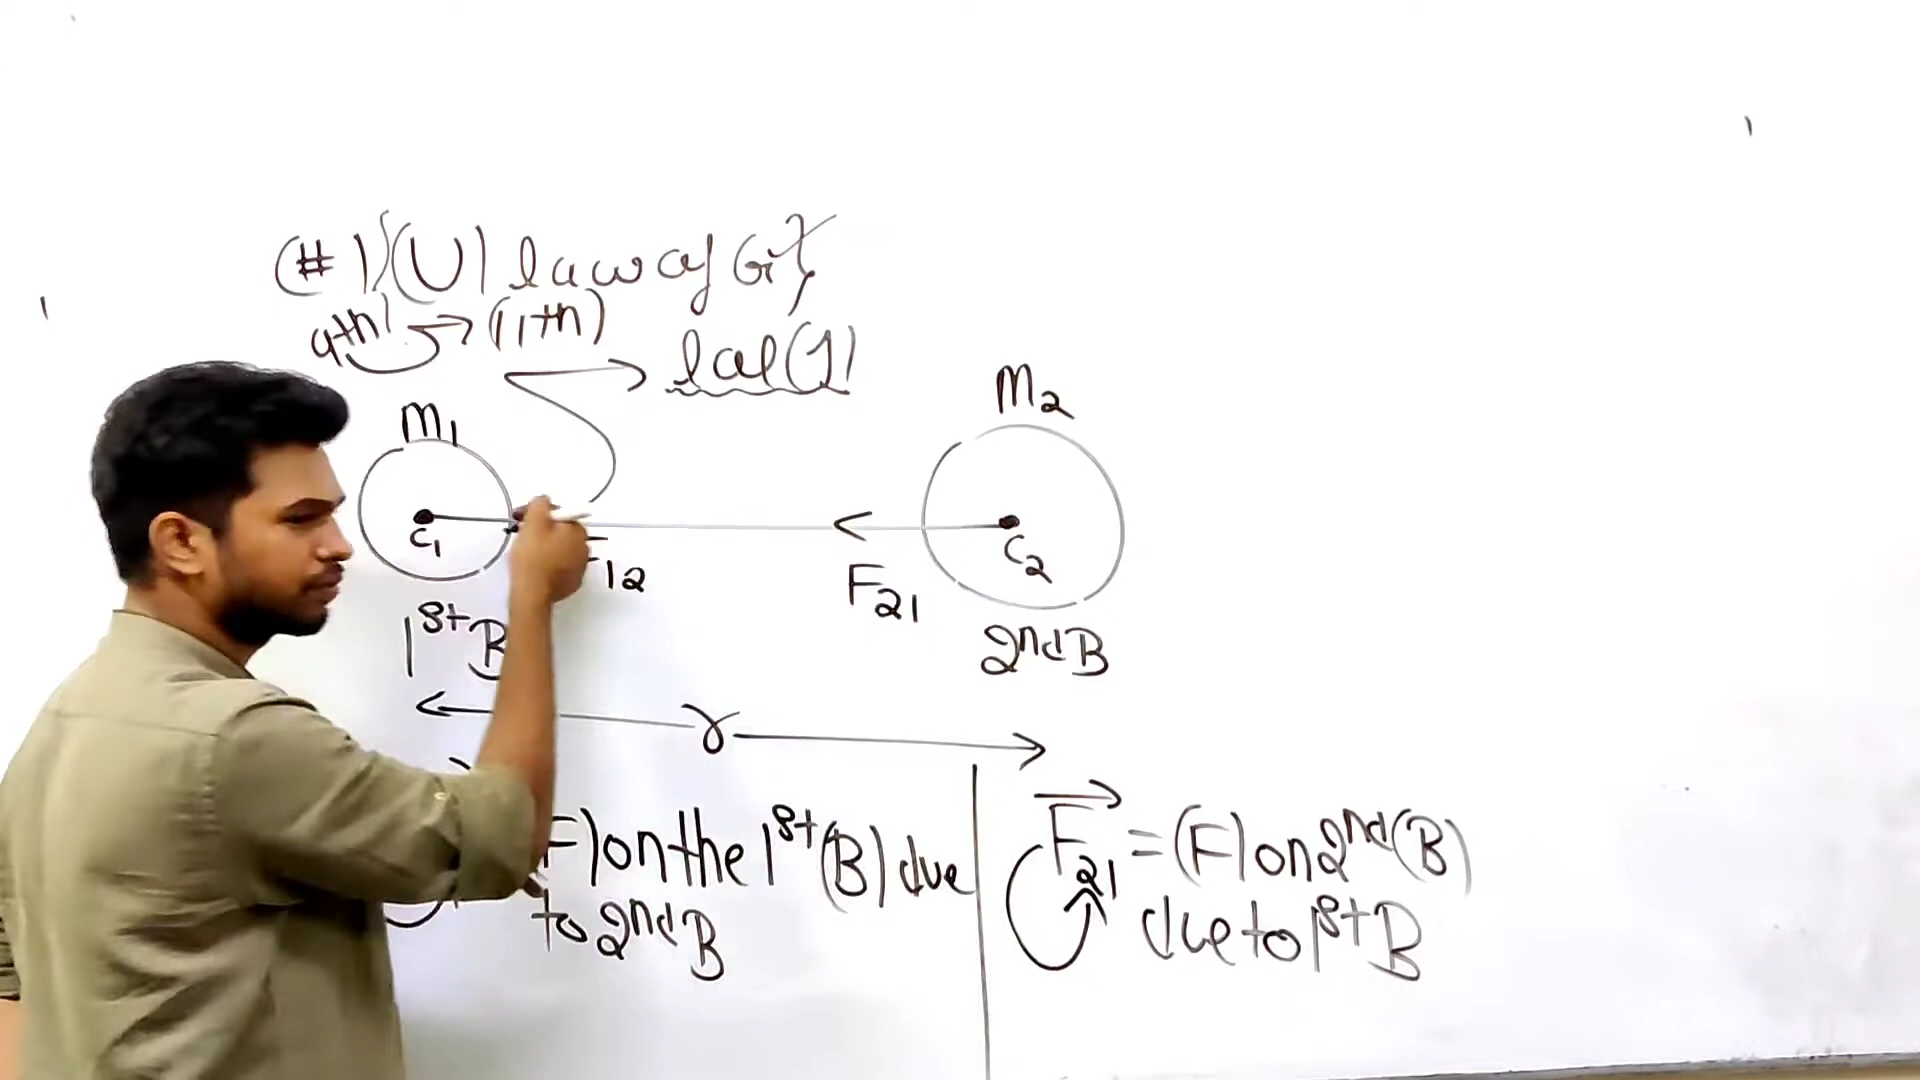 (#1) (U) law of G}
9th → (11th)
lal(1)
M1
M2
C1
C2
F12
F21
1st B
2nd B
r
F) on the 1st (B) due
to 2nd B
F21 = (F) on 2nd (B)
due to 1st B